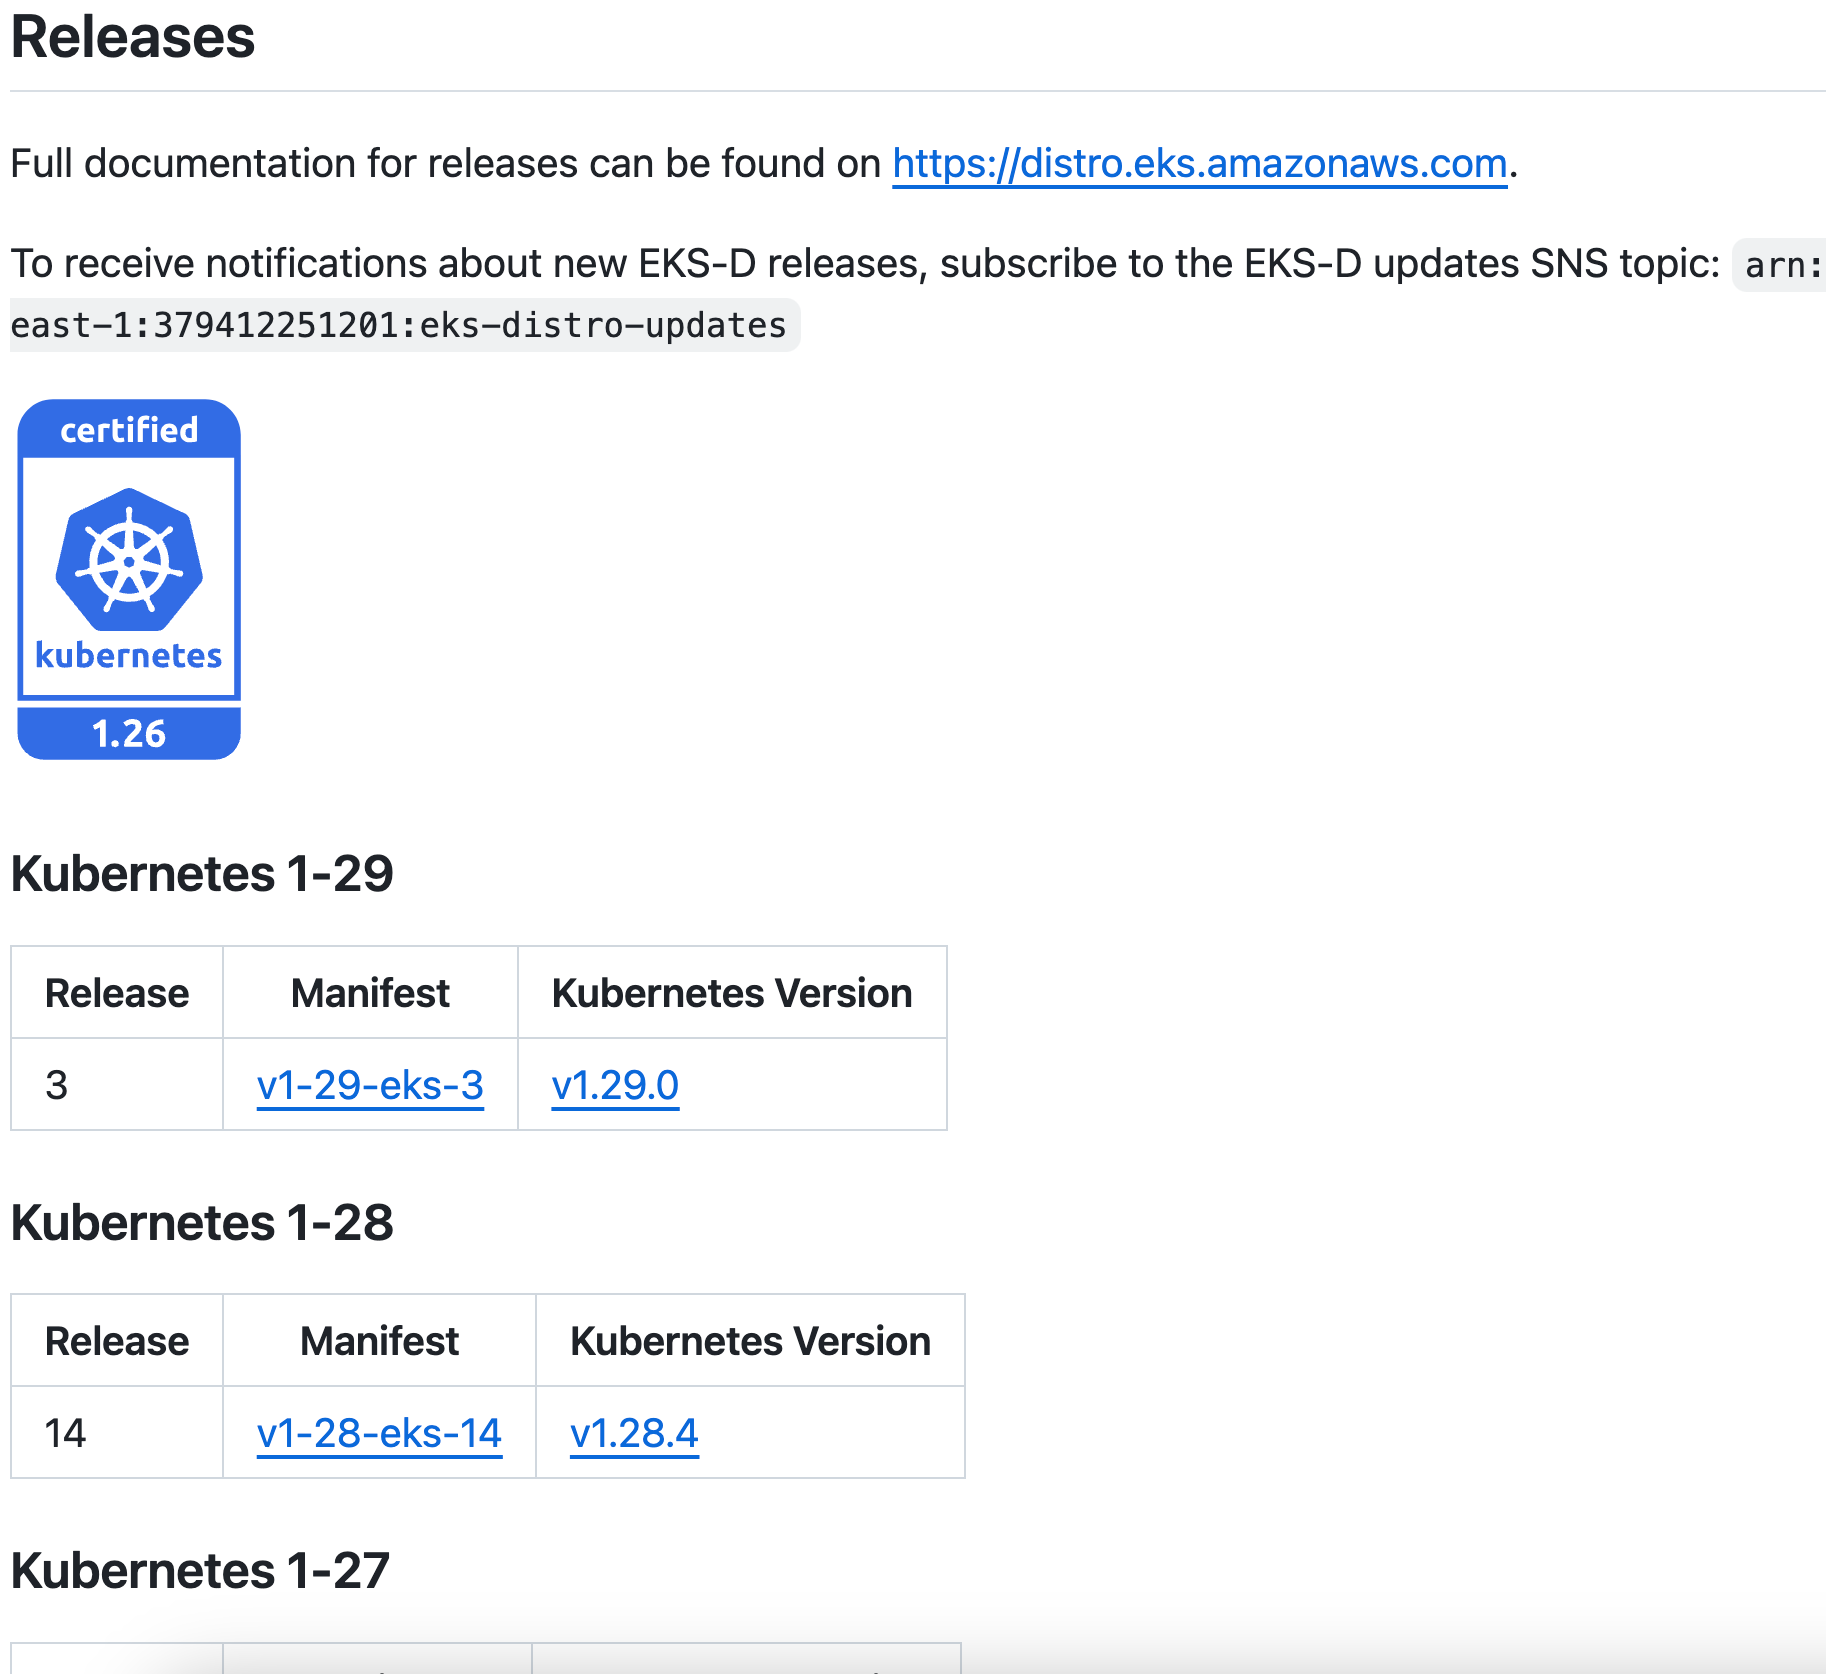 Releases
Full documentation for releases can be found on https://distro.eks.amazonaws.com.
To receive notifications about new EKS-D releases, subscribe to the EKS-D updates SNS topic: arn:
east-1:379412251201:eks-distro-updates
certified
kubernetes
1.26
Kubernetes 1-29
Release Manifest Kubernetes Version
3 v1-29-eks-3 v1.29.0
Kubernetes 1-28
Release Manifest Kubernetes Version
14 v1-28-eks-14 v1.28.4
Kubernetes 1-27